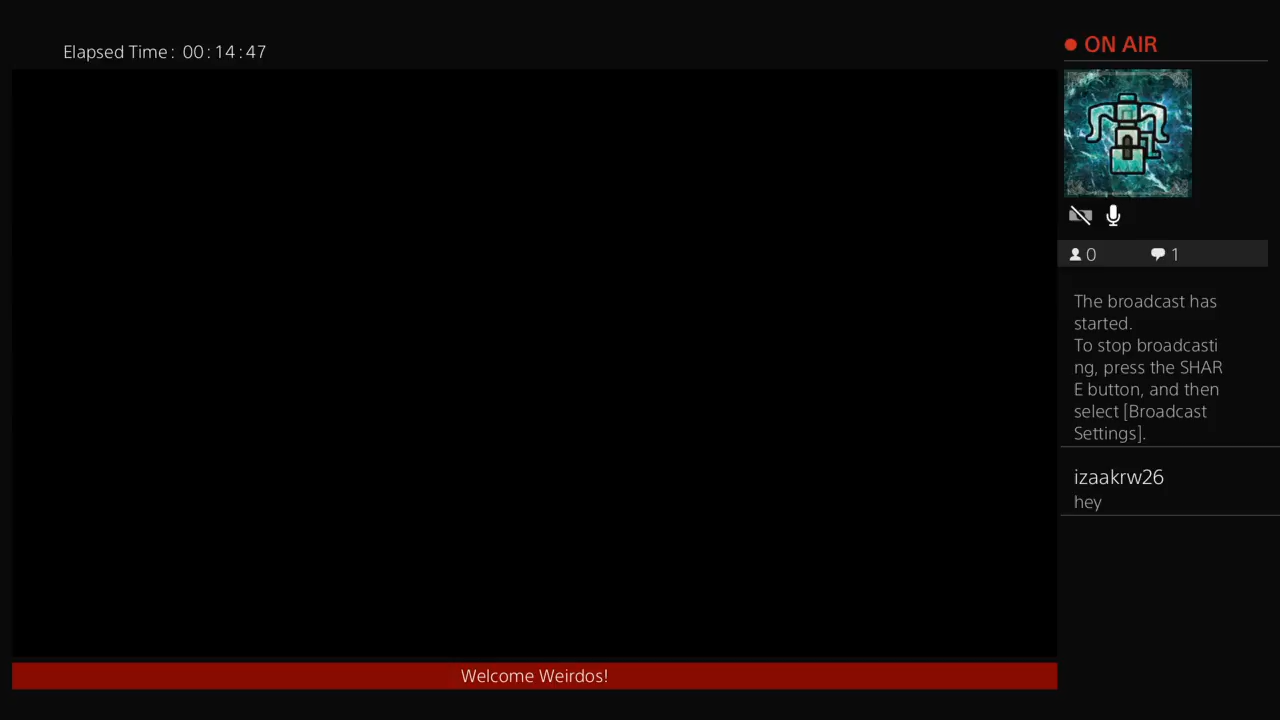 Elapsed Time: 00:14:47
ON AIR
0 1
The broadcast has
started.
To stop broadcasti
ng, press the SHAR
E button, and then
select [Broadcast
Settings].
izaakrw26
hey
Welcome Weirdos!